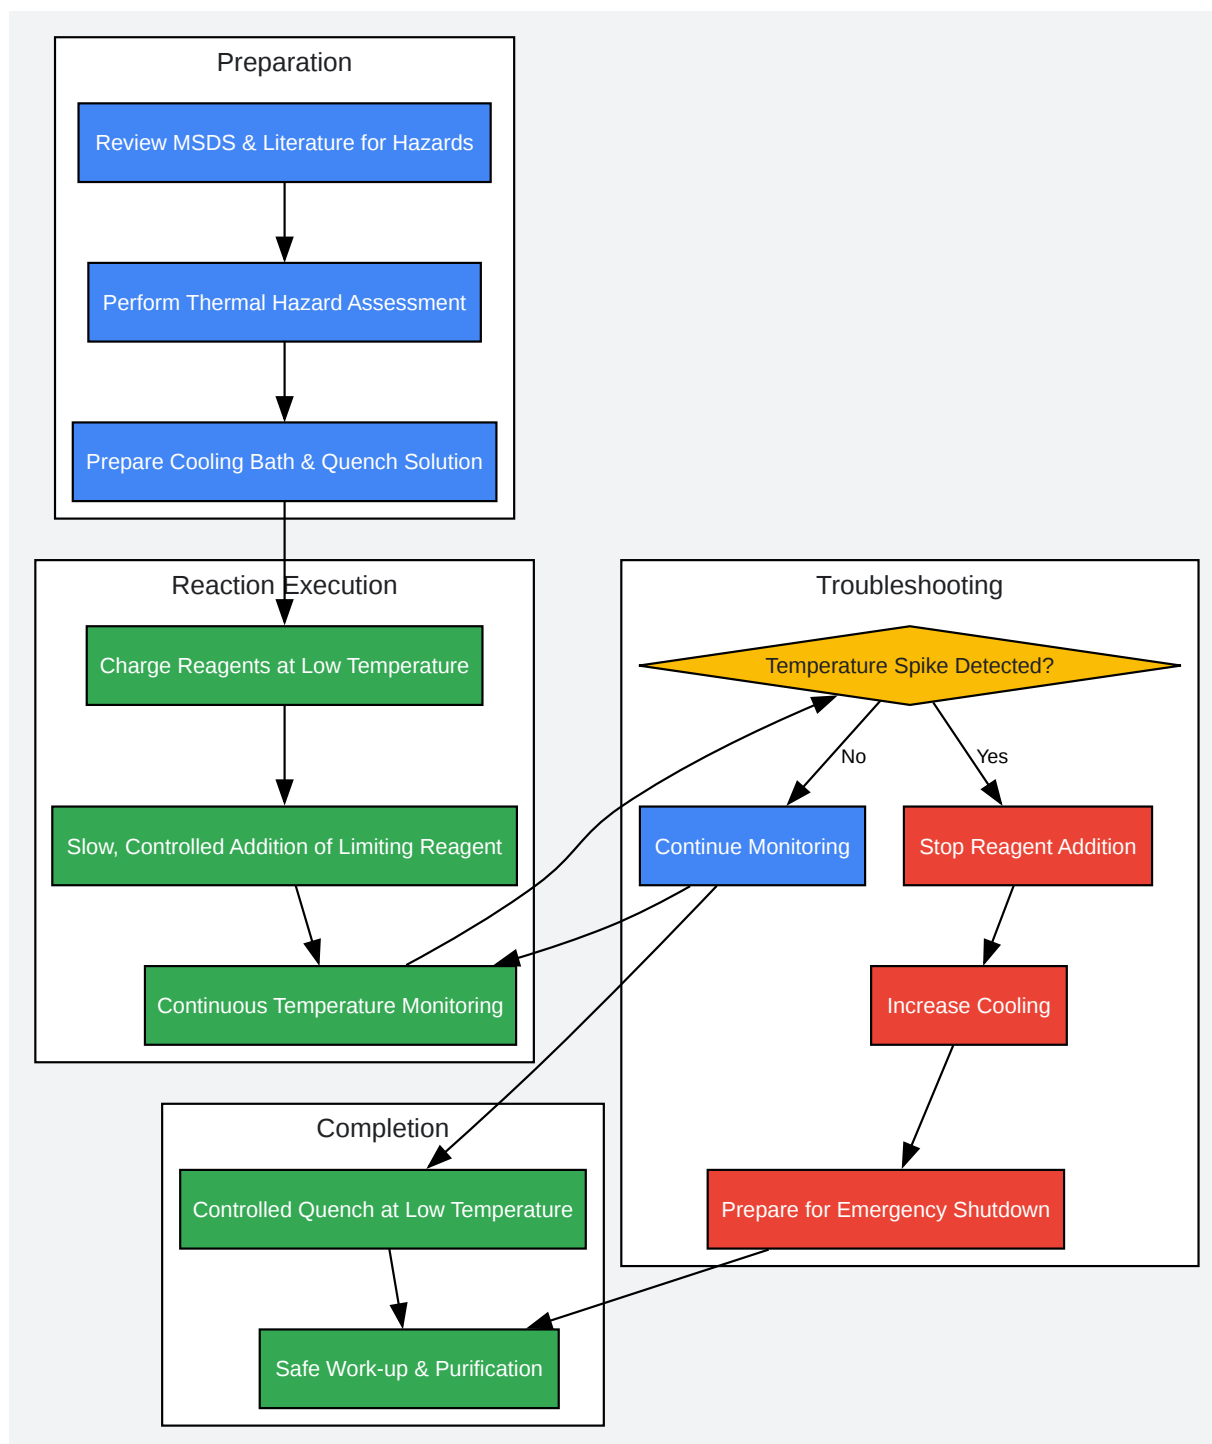 Preparation
Review MSDS & Literature for Hazards
Perform Thermal Hazard Assessment
Prepare Cooling Bath & Quench Solution
Reaction Execution
Charge Reagents at Low Temperature
Slow, Controlled Addition of Limiting Reagent
Continuous Temperature Monitoring
Troubleshooting
Temperature Spike Detected?
No
Yes
Continue Monitoring
Stop Reagent Addition
Increase Cooling
Prepare for Emergency Shutdown
Completion
Controlled Quench at Low Temperature
Safe Work-up & Purification